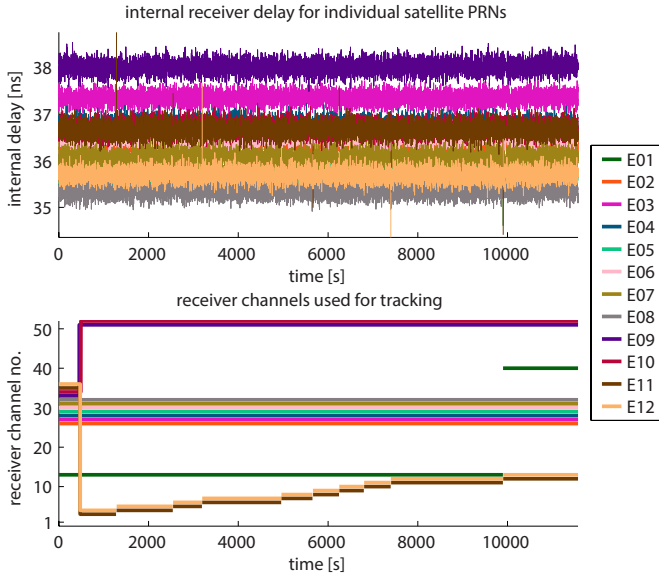 internal receiver delay for individual satellite PRNs
internal delay [ns]
38
37
36
35
0 2000 4000 6000 8000 10000
time [s]
receiver channels used for tracking
receiver channel no.
50
40
30
20
10
1
0 2000 4000 6000 8000 10000
time [s]
E01
E02
E03
E04
E05
E06
E07
E08
E09
E10
E11
E12